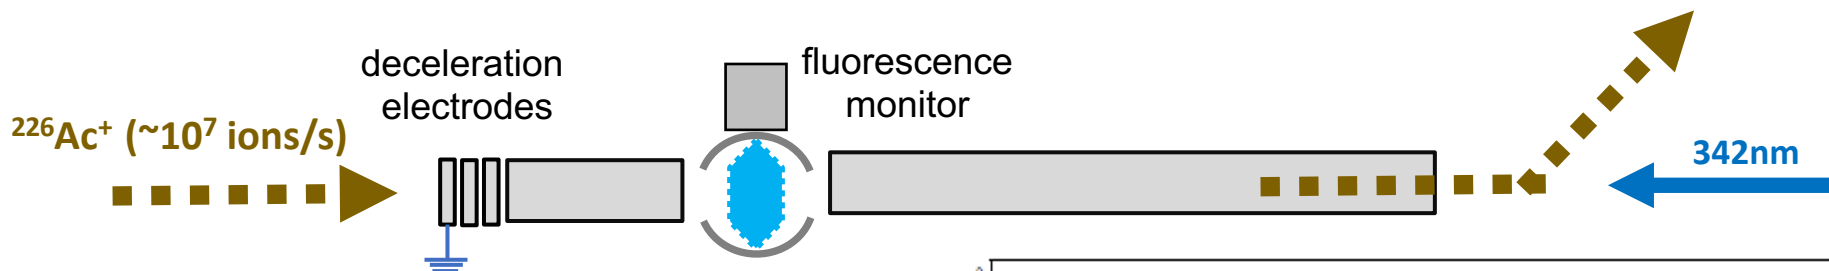 deceleration
electrodes
fluorescence
monitor
²²⁶Ac⁺ (~10⁷ ions/s)
342nm